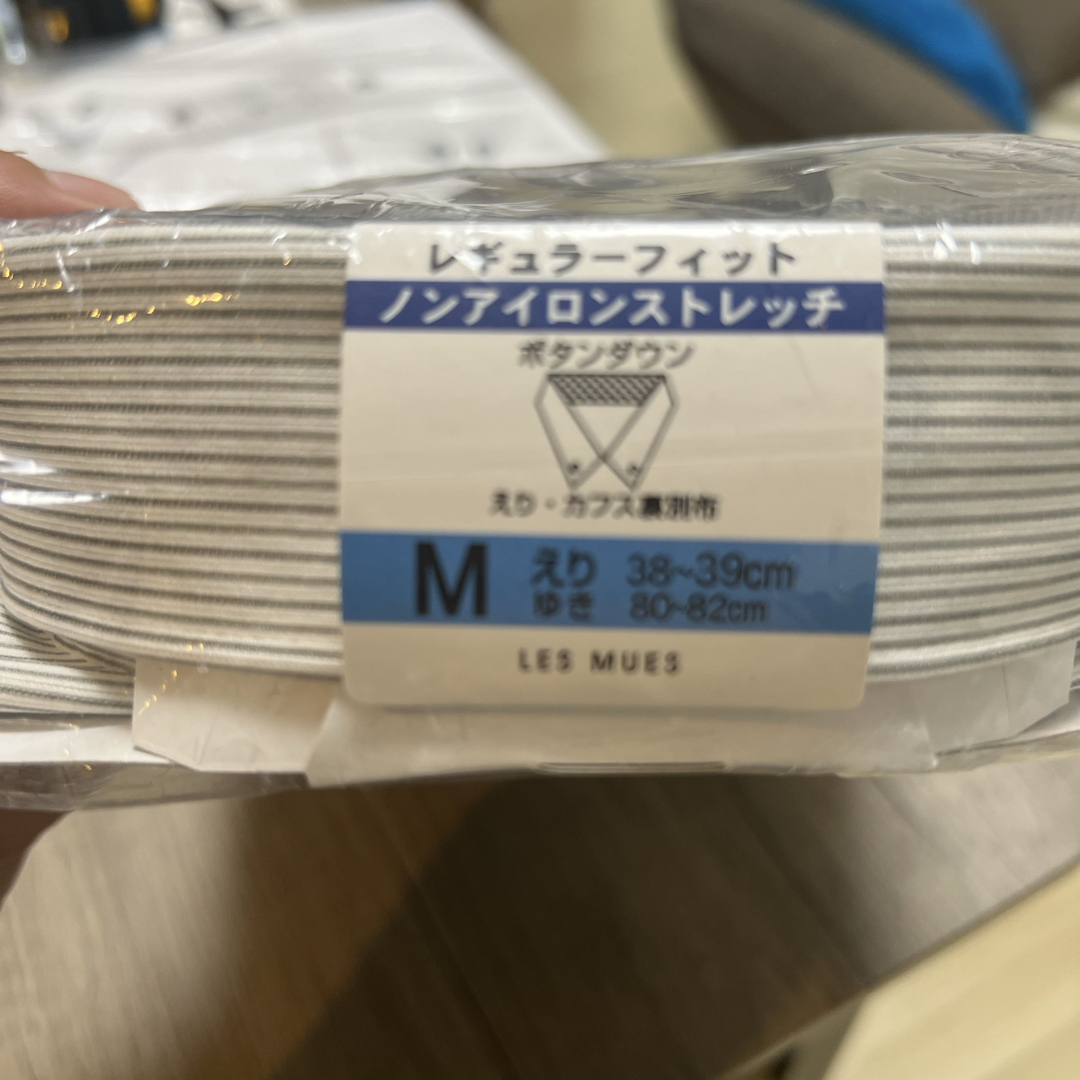 レギュラーフィット
ノンアイロンストレッチ
ボタンダウン
えり・カフス裏別布
M えり 38~39cm
ゆき 80~82cm
LES MUES